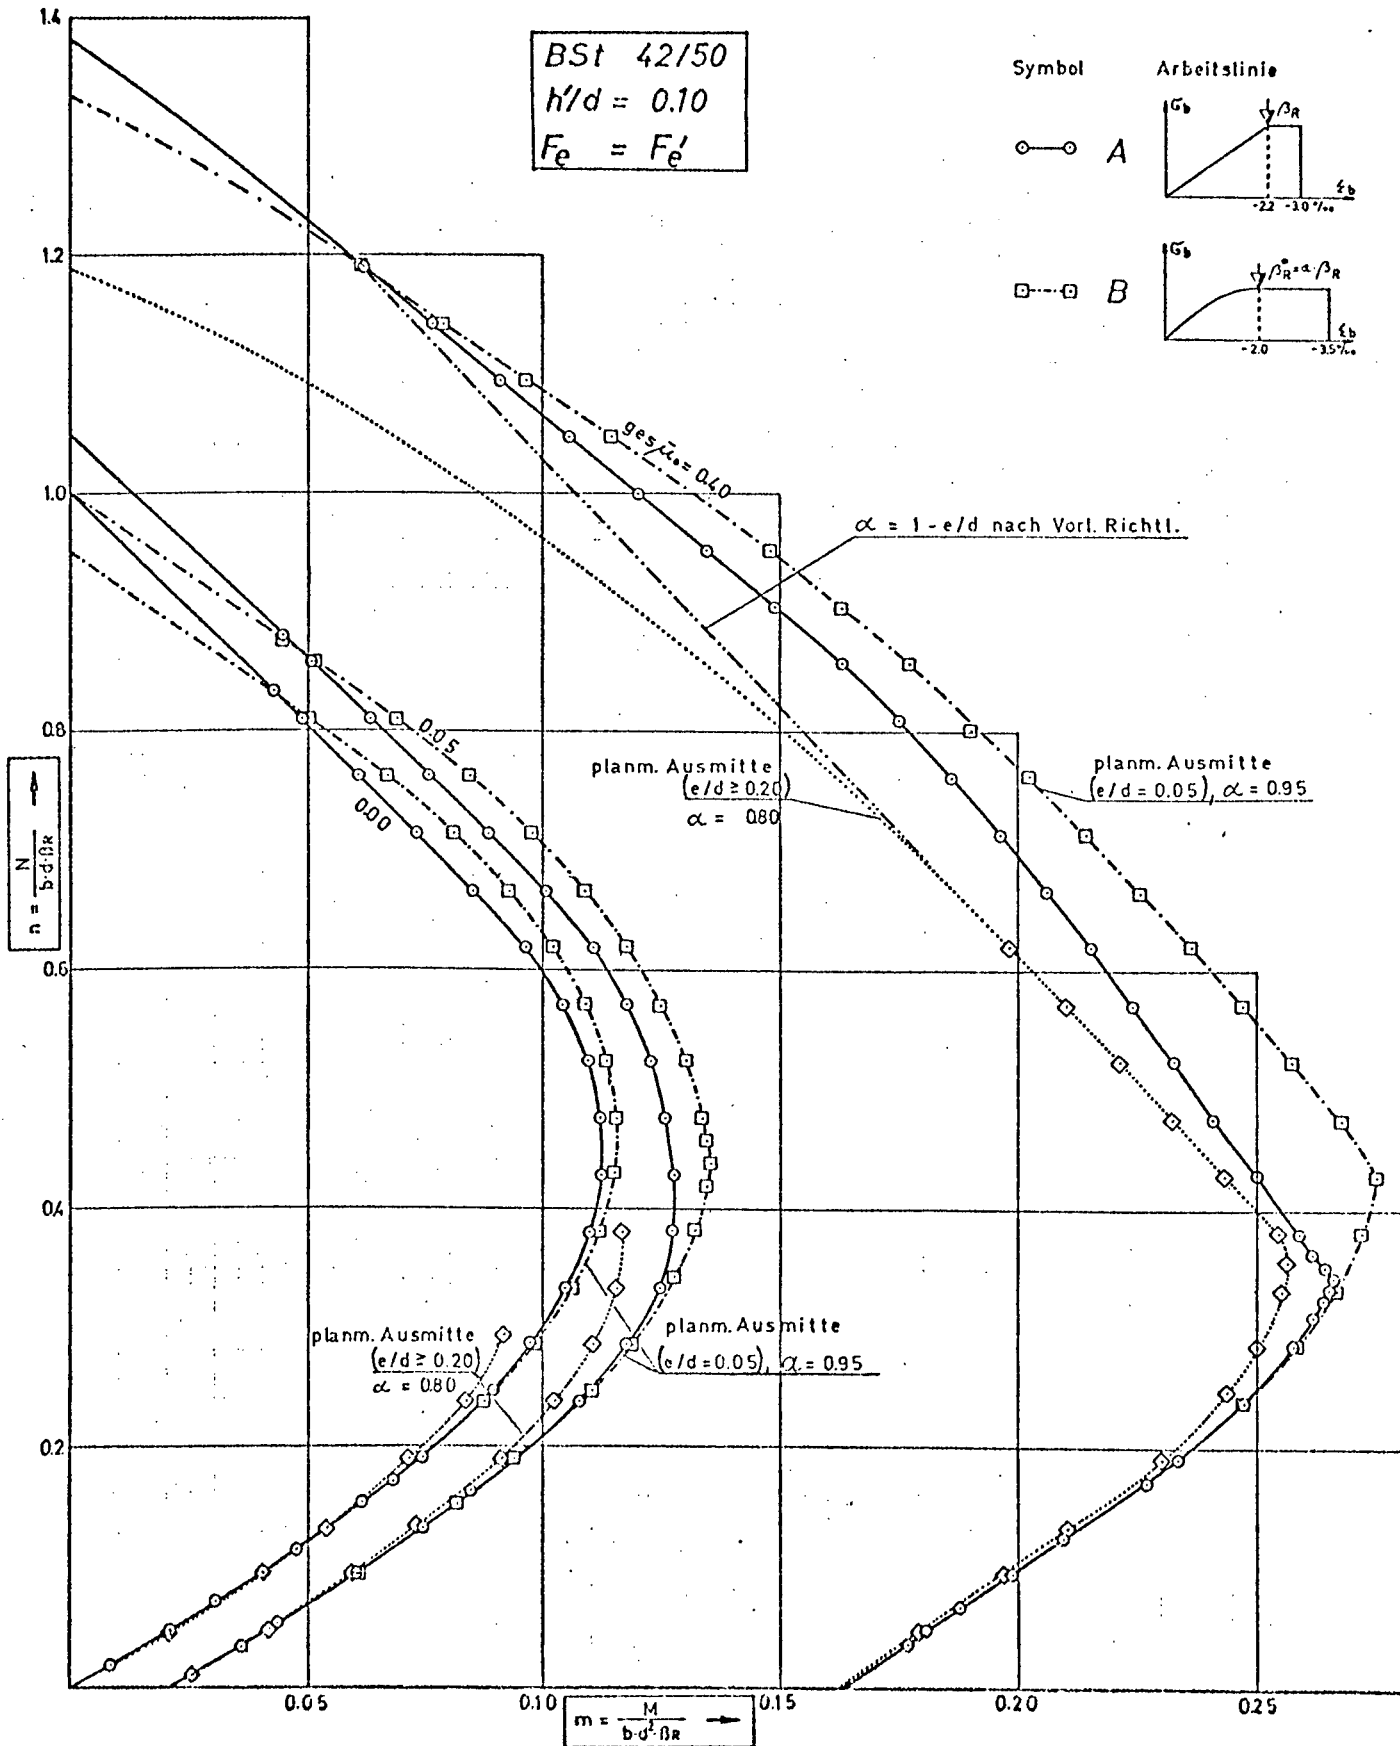 1.4
BSt 42/50
h'/d = 0.10
Fe = Fe'
Symbol Arbeitslinie
σb
βR
A
-2.2 -3.0 ‰ εb
σb
β*R = α·βR
B
εb
-2.0 -3.5 ‰
1.2
ges μ̄₀ = 0.40
1.0
α = 1 - e/d nach Vorl. Richtl.
0.8
0.05
0.00
planm. Ausmitte
(e/d ≥ 0.20)
α = 0.80
planm. Ausmitte
(e/d = 0.05), α = 0.95
n = N / b·d·βR
0.6
0.4
planm. Ausmitte
(e/d ≥ 0.20)
α = 0.80
planm. Ausmitte
(e/d = 0.05), α = 0.95
0.2
0.05 0.10 0.15 0.20 0.25
m = M / b·d²·βR